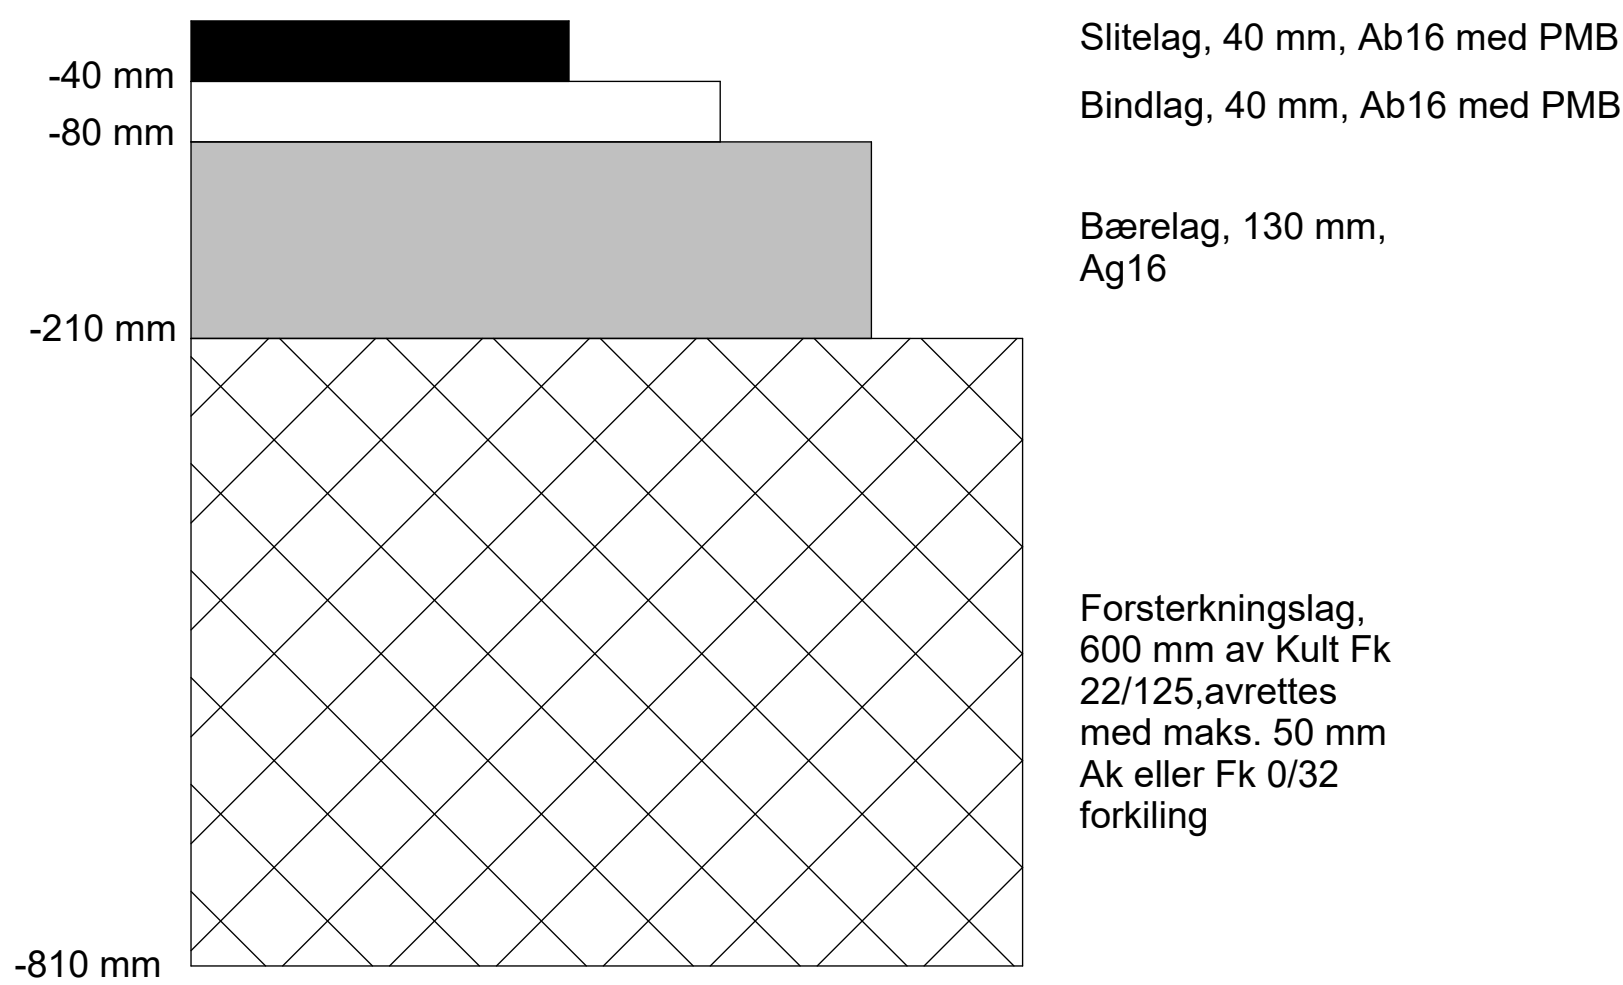 Slitelag, 40 mm, Ab16 med PMB
-40 mm
Bindlag, 40 mm, Ab16 med PMB
-80 mm
Bærelag, 130 mm,
Ag16
-210 mm
Forsterkningslag,
600 mm av Kult Fk
22/125,avrettes
med maks. 50 mm
Ak eller Fk 0/32
forkiling
-810 mm